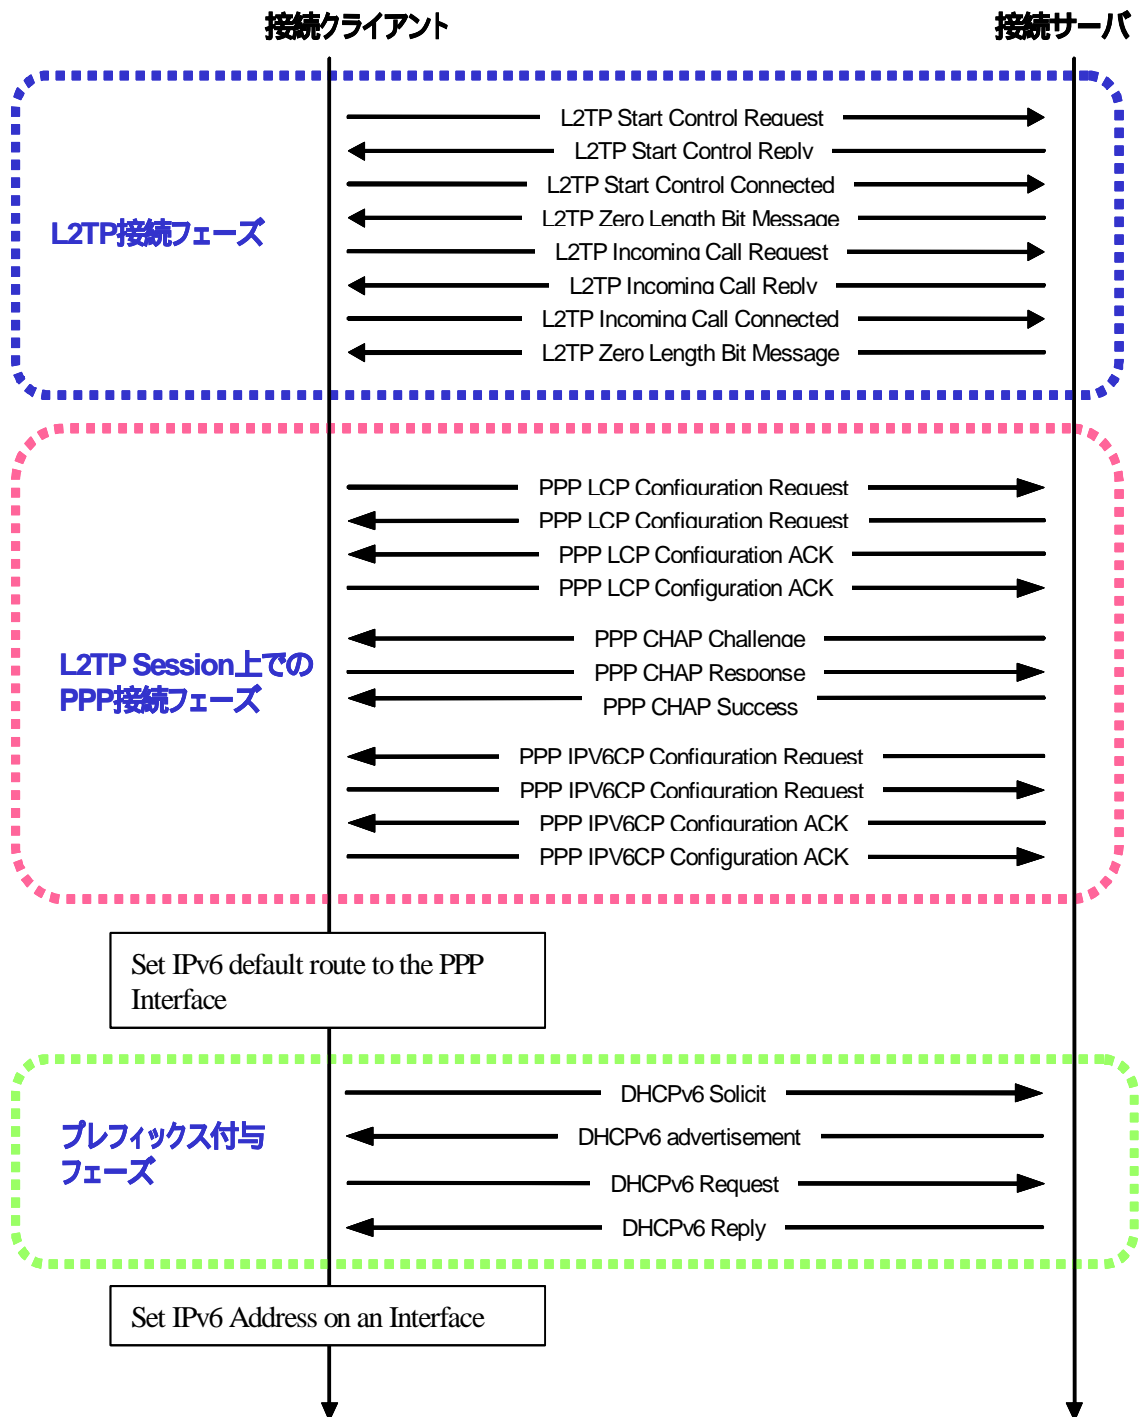 接続クライアント
接続サーバ
L2TP Start Control Request
L2TP Start Control Reply
L2TP Start Control Connected
L2TP Zero Length Bit Message
L2TP接続フェーズ
L2TP Incoming Call Request
L2TP Incoming Call Reply
L2TP Incoming Call Connected
L2TP Zero Length Bit Message
PPP LCP Configuration Request
PPP LCP Configuration Request
PPP LCP Configuration ACK
PPP LCP Configuration ACK
PPP CHAP Challenge
L2TP Session上での
PPP接続フェーズ
PPP CHAP Response
PPP CHAP Success
PPP IPV6CP Configuration Request
PPP IPV6CP Configuration Request
PPP IPV6CP Configuration ACK
PPP IPV6CP Configuration ACK
Set IPv6 default route to the PPP
Interface
DHCPv6 Solicit
プレフィックス付与
フェーズ
DHCPv6 advertisement
DHCPv6 Request
DHCPv6 Reply
Set IPv6 Address on an Interface